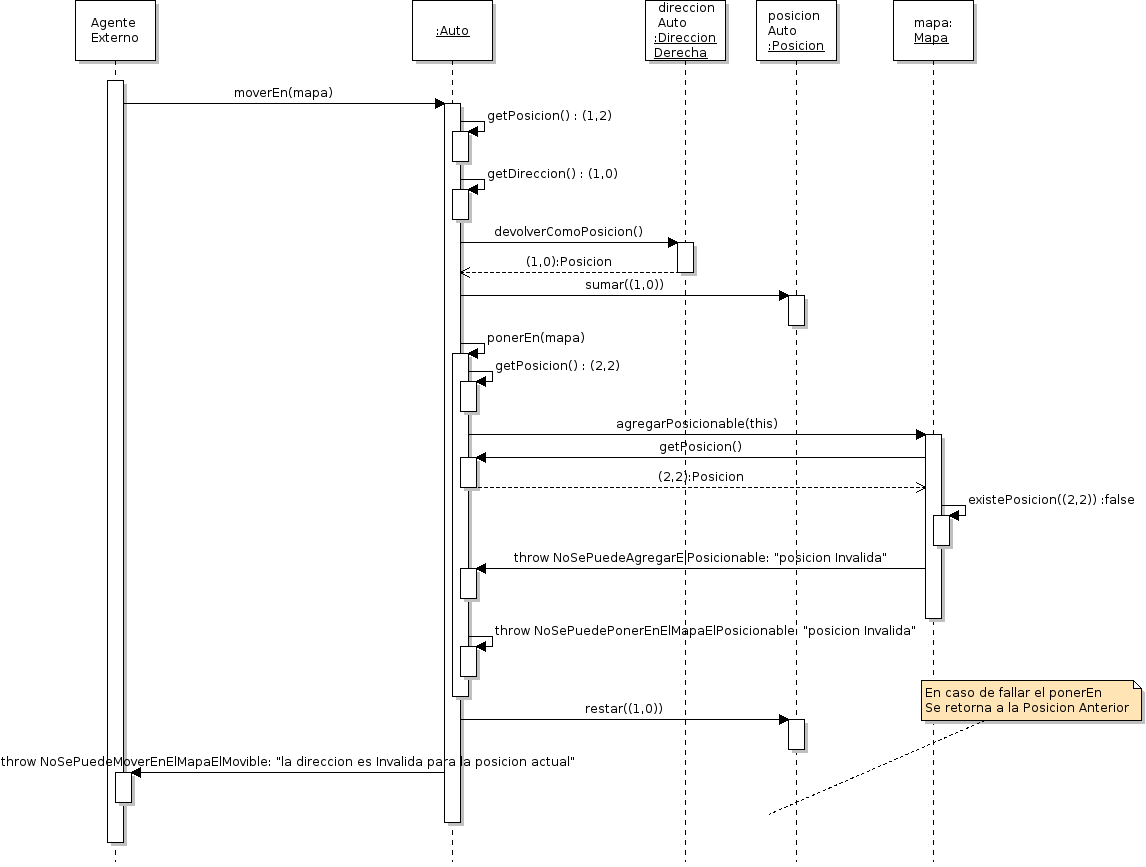 Agente
Externo
:Auto
direccion
Auto
:Direccion
Derecha
posicion
Auto
:Posicion
mapa:
Mapa
moverEn(mapa)
getPosicion() : (1,2)
getDireccion() : (1,0)
devolverComoPosicion()
(1,0):Posicion
sumar((1,0))
ponerEn(mapa)
getPosicion() : (2,2)
agregarPosicionable(this)
getPosicion()
(2,2):Posicion
existePosicion((2,2)) :false
throw NoSePuedeAgregarElPosicionable: "posicion Invalida"
throw NoSePuedePonerEnElMapaElPosicionable: "posicion Invalida"
En caso de fallar el ponerEn
Se retorna a la Posicion Anterior
restar((1,0))
throw NoSePuedeMoverEnElMapaElMovible: "la direccion es Invalida para la posicion actual"